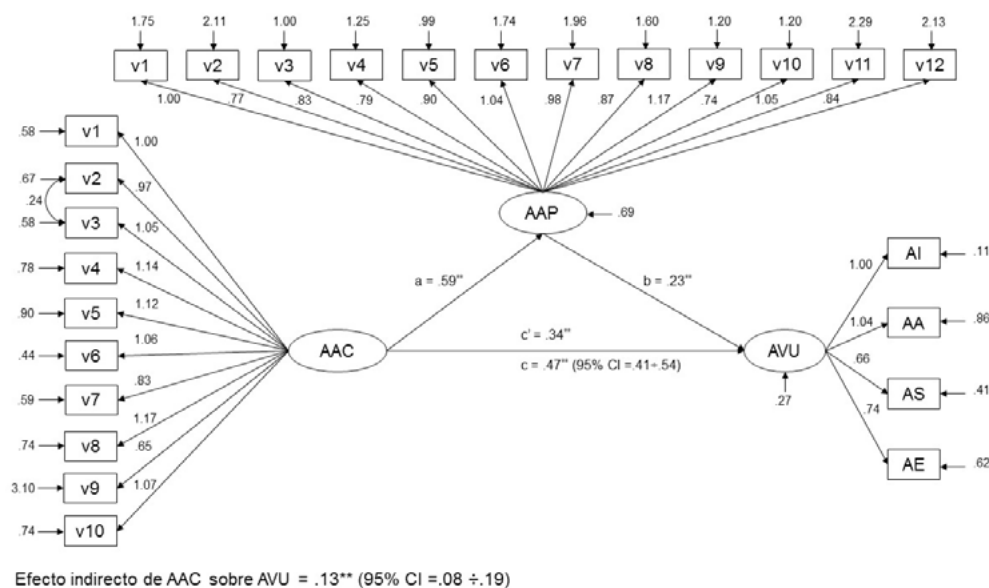 1.75 2.11 1.00 1.25 .99 1.74 1.96 1.60 1.20 1.20 2.29 2.13
v1 v2 v3 v4 v5 v6 v7 v8 v9 v10 v11 v12
1.00 .77 .83 .79 .90 1.04 .98 .87 1.17 .74 1.05 .84
.58 v1 1.00
.67 v2 .97
.24
.58 v3 1.05
.78 v4 1.14
.90 v5 1.12
.44 v6 1.06
.59 v7 .83
.74 v8 1.17
3.10 v9 .65
.74 v10 1.07
AAP .69
a = .59**
b = .23**
AAC
c' = .34**
c = .47** (95% CI =.41÷.54)
AVU
.27
1.00 AI .11
1.04 AA .86
.66 AS .41
.74 AE .62
Efecto indirecto de AAC sobre AVU = .13** (95% CI =.08 ÷.19)